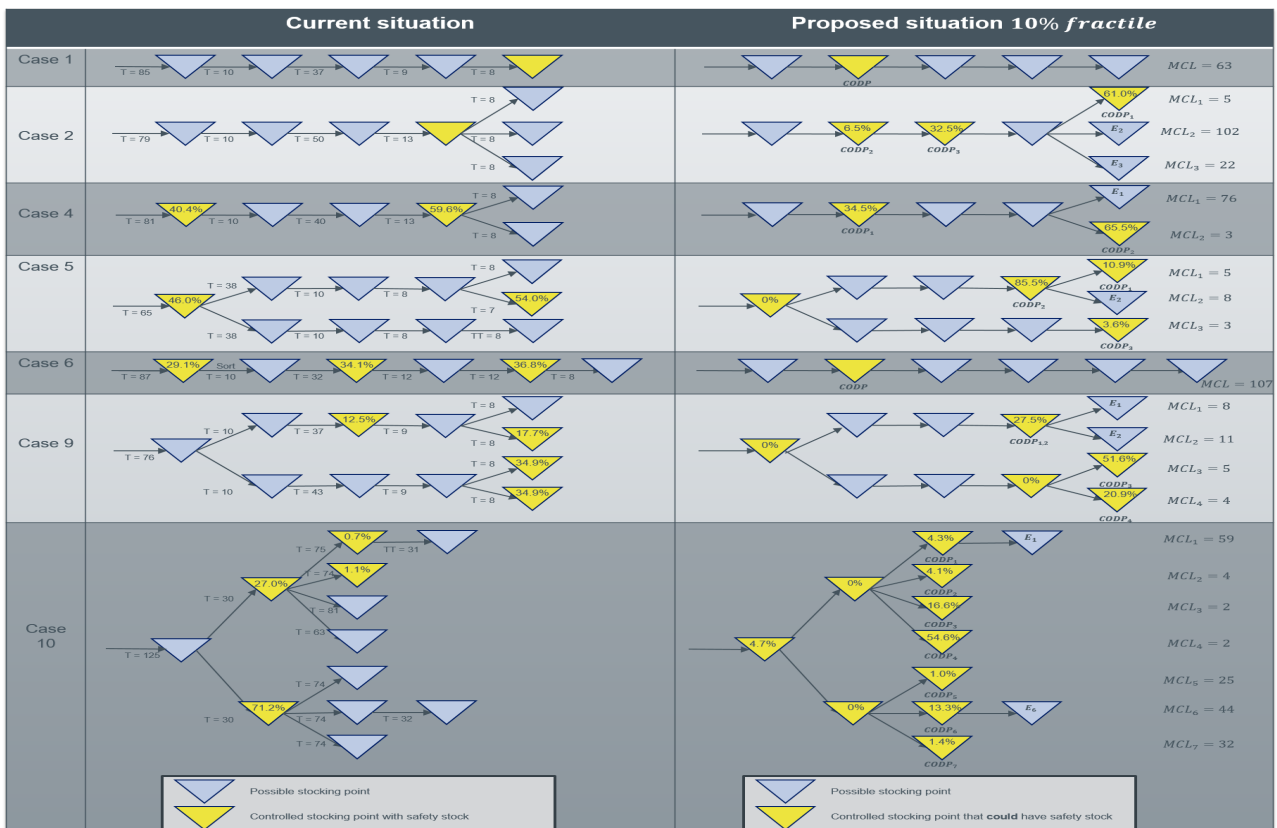 Current situation
Proposed situation 10% fractile
Case 1
T = 85
T = 10
T = 37
T = 9
T = 8
CODP
MCL = 63
Case 2
T = 79
T = 10
T = 50
T = 13
T = 8
T = 8
T = 8
6.5%
CODP₂
32.5%
CODP₃
61.0%
CODP₁
E₂
E₃
MCL₁ = 5
MCL₂ = 102
MCL₃ = 22
Case 4
40.4%
T = 81
T = 10
T = 40
T = 13
59.6%
T = 8
T = 8
34.5%
CODP₁
E₁
65.5%
CODP₂
MCL₁ = 76
MCL₂ = 3
Case 5
46.0%
T = 65
T = 38
T = 10
T = 8
T = 8
54.0%
T = 7
T = 38
T = 10
T = 8
TT = 8
0%
85.5%
CODP₂
10.9%
CODP₁
E₂
3.6%
CODP₃
MCL₁ = 5
MCL₂ = 8
MCL₃ = 3
Case 6
29.1%
T = 87
Sort
T = 10
T = 32
34.1%
T = 12
T = 12
36.8%
T = 8
CODP
MCL = 107
Case 9
T = 76
T = 10
T = 37
12.5%
T = 9
T = 8
17.7%
T = 8
T = 10
T = 43
T = 9
T = 8
34.9%
T = 8
34.9%
0%
27.5%
CODP₁,₂
E₁
E₂
0%
51.6%
CODP₃
20.9%
CODP₄
MCL₁ = 8
MCL₂ = 11
MCL₃ = 5
MCL₄ = 4
Case
10
T = 125
T = 30
27.0%
T = 75
0.7%
TT = 31
T = 74
1.1%
T = 81
T = 63
T = 30
71.2%
T = 74
T = 74
T = 32
T = 74
4.7%
0%
4.3%
CODP₁
E₁
4.1%
CODP₂
16.6%
CODP₃
54.6%
CODP₄
0%
1.0%
CODP₅
13.3%
CODP₆
E₆
1.4%
CODP₇
MCL₁ = 59
MCL₂ = 4
MCL₃ = 2
MCL₄ = 2
MCL₅ = 25
MCL₆ = 44
MCL₇ = 32
Possible stocking point
Controlled stocking point with safety stock
Possible stocking point
Controlled stocking point that could have safety stock